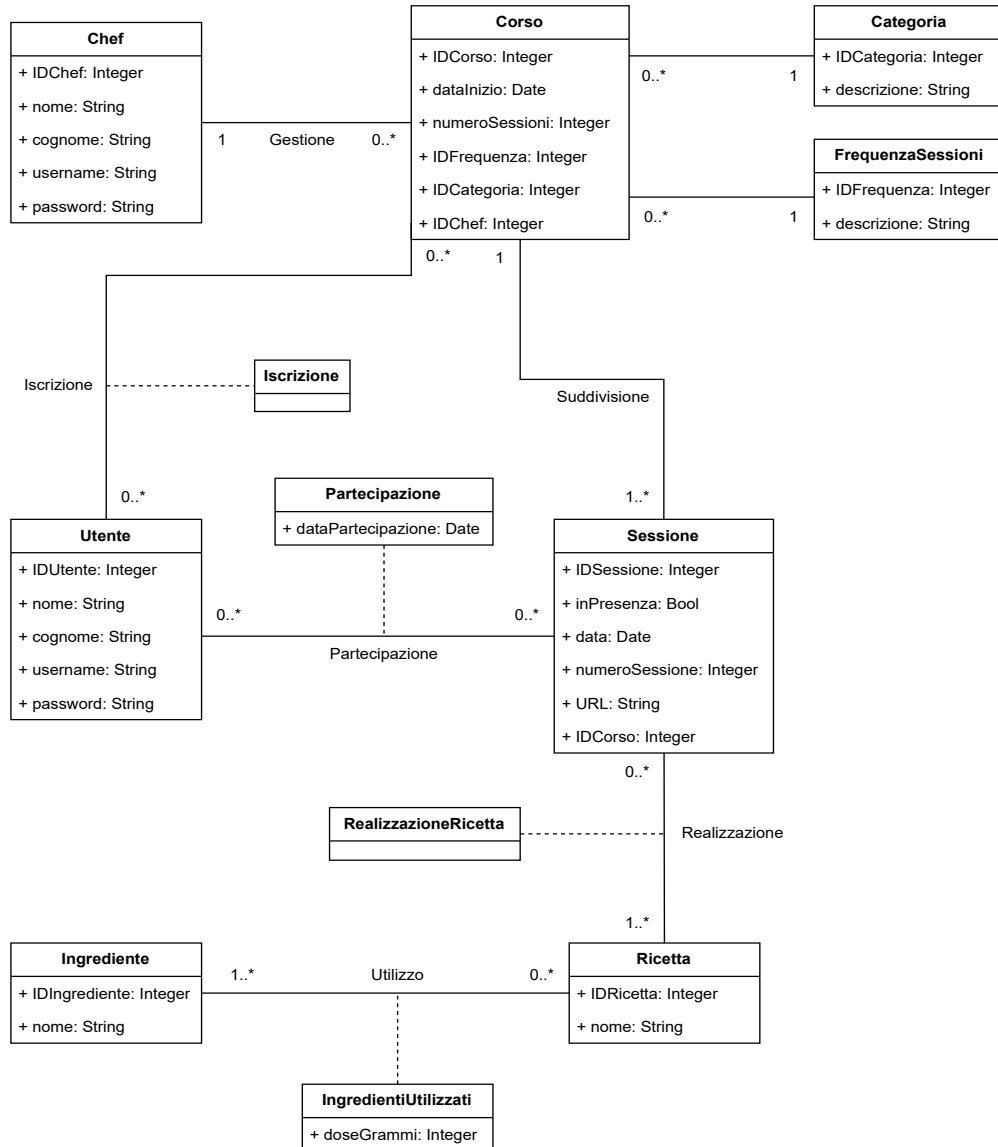 Chef
+ IDChef: Integer
+ nome: String
+ cognome: String
+ username: String
+ password: String
1
Gestione
0..*
Corso
+ IDCorso: Integer
+ dataInizio: Date
+ numeroSessioni: Integer
+ IDFrequenza: Integer
+ IDCategoria: Integer
+ IDChef: Integer
0..*
1
Categoria
+ IDCategoria: Integer
+ descrizione: String
0..*
1
FrequenzaSessioni
+ IDFrequenza: Integer
+ descrizione: String
0..*
1
Iscrizione
Iscrizione
Suddivisione
0..*
1..*
Partecipazione
+ dataPartecipazione: Date
Utente
+ IDUtente: Integer
+ nome: String
+ cognome: String
+ username: String
+ password: String
0..*
Partecipazione
0..*
Sessione
+ IDSessione: Integer
+ inPresenza: Bool
+ data: Date
+ numeroSessione: Integer
+ URL: String
+ IDCorso: Integer
0..*
RealizzazioneRicetta
Realizzazione
1..*
Ingrediente
+ IDIngrediente: Integer
+ nome: String
1..*
Utilizzo
0..*
Ricetta
+ IDRicetta: Integer
+ nome: String
IngredientiUtilizzati
+ doseGrammi: Integer